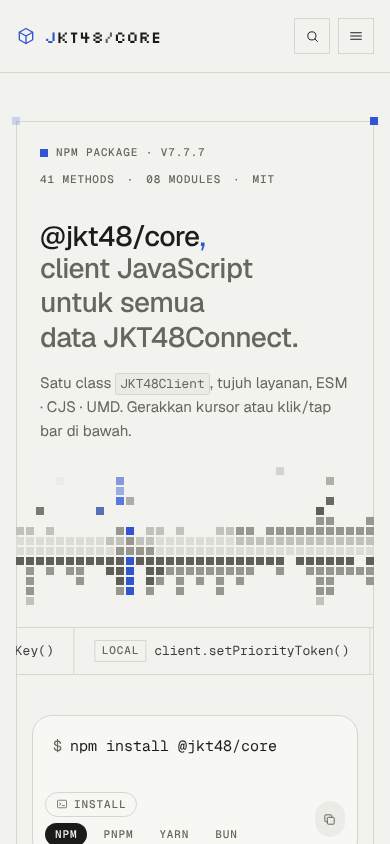 JKT48/CORE
NPM PACKAGE · V7.7.7
41 METHODS · 08 MODULES · MIT
@jkt48/core,
client JavaScript
untuk semua
data JKT48Connect.
Satu class JKT48Client, tujuh layanan, ESM
· CJS · UMD. Gerakkan kursor atau klik/tap
bar di bawah.
Key() LOCAL client.setPriorityToken()
$ npm install @jkt48/core
INSTALL
NPM PNPM YARN BUN